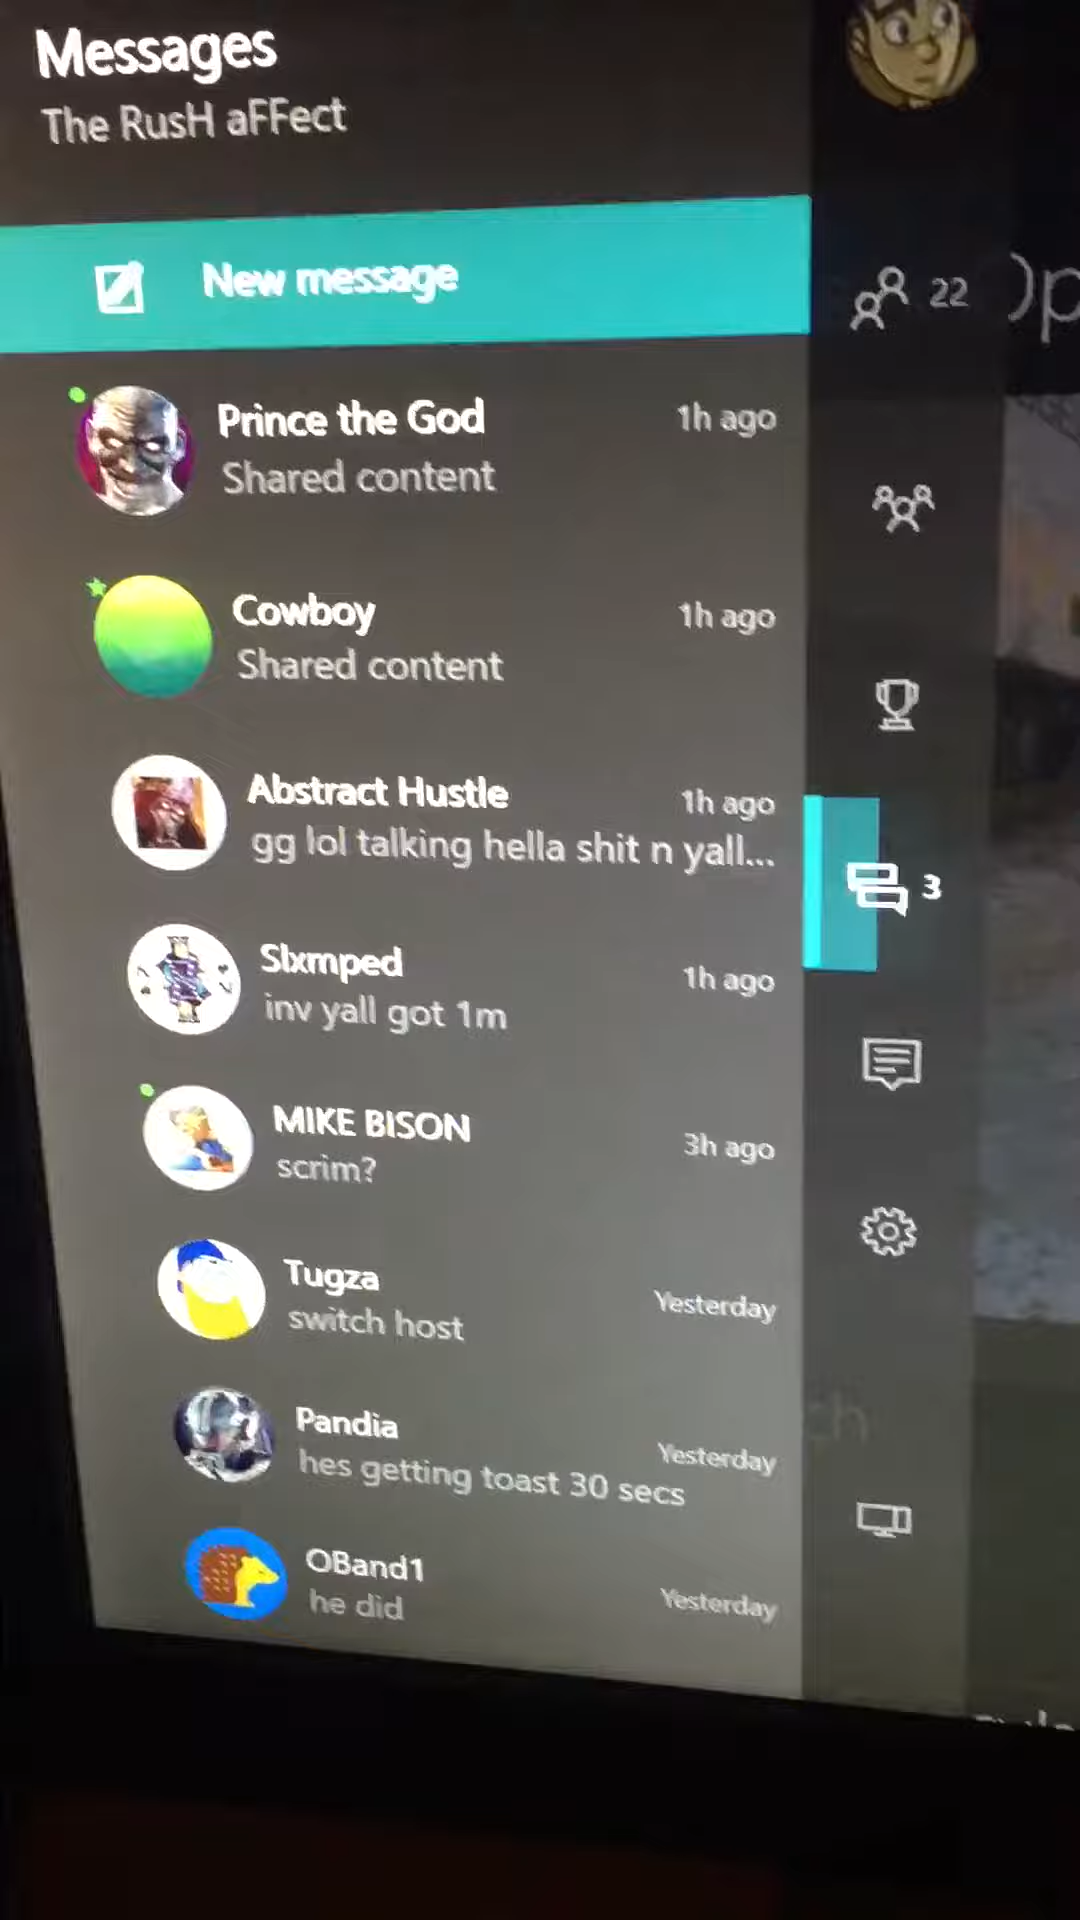 Messages
The RusH aFFect
New message
22
Prince the God
1h ago
Shared content
Cowboy
1h ago
Shared content
Abstract Hustle
1h ago
gg lol talking hella shit n yall...
3
Slxmped
1h ago
inv yall got 1m
MIKE BISON
3h ago
scrim?
Tugza
Yesterday
switch host
Pandia
Yesterday
hes getting toast 30 secs
OBand1
Yesterday
he did